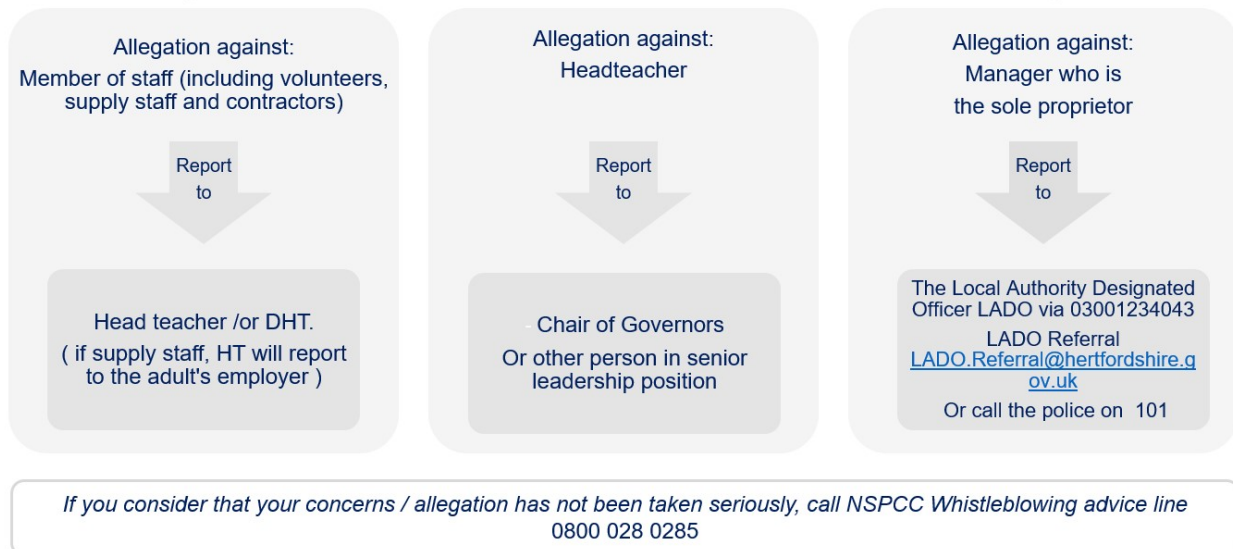 Allegation against:
Member of staff (including volunteers,
supply staff and contractors)
Report
to
Head teacher /or DHT.
( if supply staff, HT will report
to the adult's employer )
Allegation against:
Headteacher
Report
to
- Chair of Governors
Or other person in senior
leadership position
Allegation against:
Manager who is
the sole proprietor
Report
to
The Local Authority Designated
Officer LADO via 03001234043
LADO Referral
LADO.Referral@hertfordshire.g
ov.uk
Or call the police on 101
If you consider that your concerns / allegation has not been taken seriously, call NSPCC Whistleblowing advice line
0800 028 0285